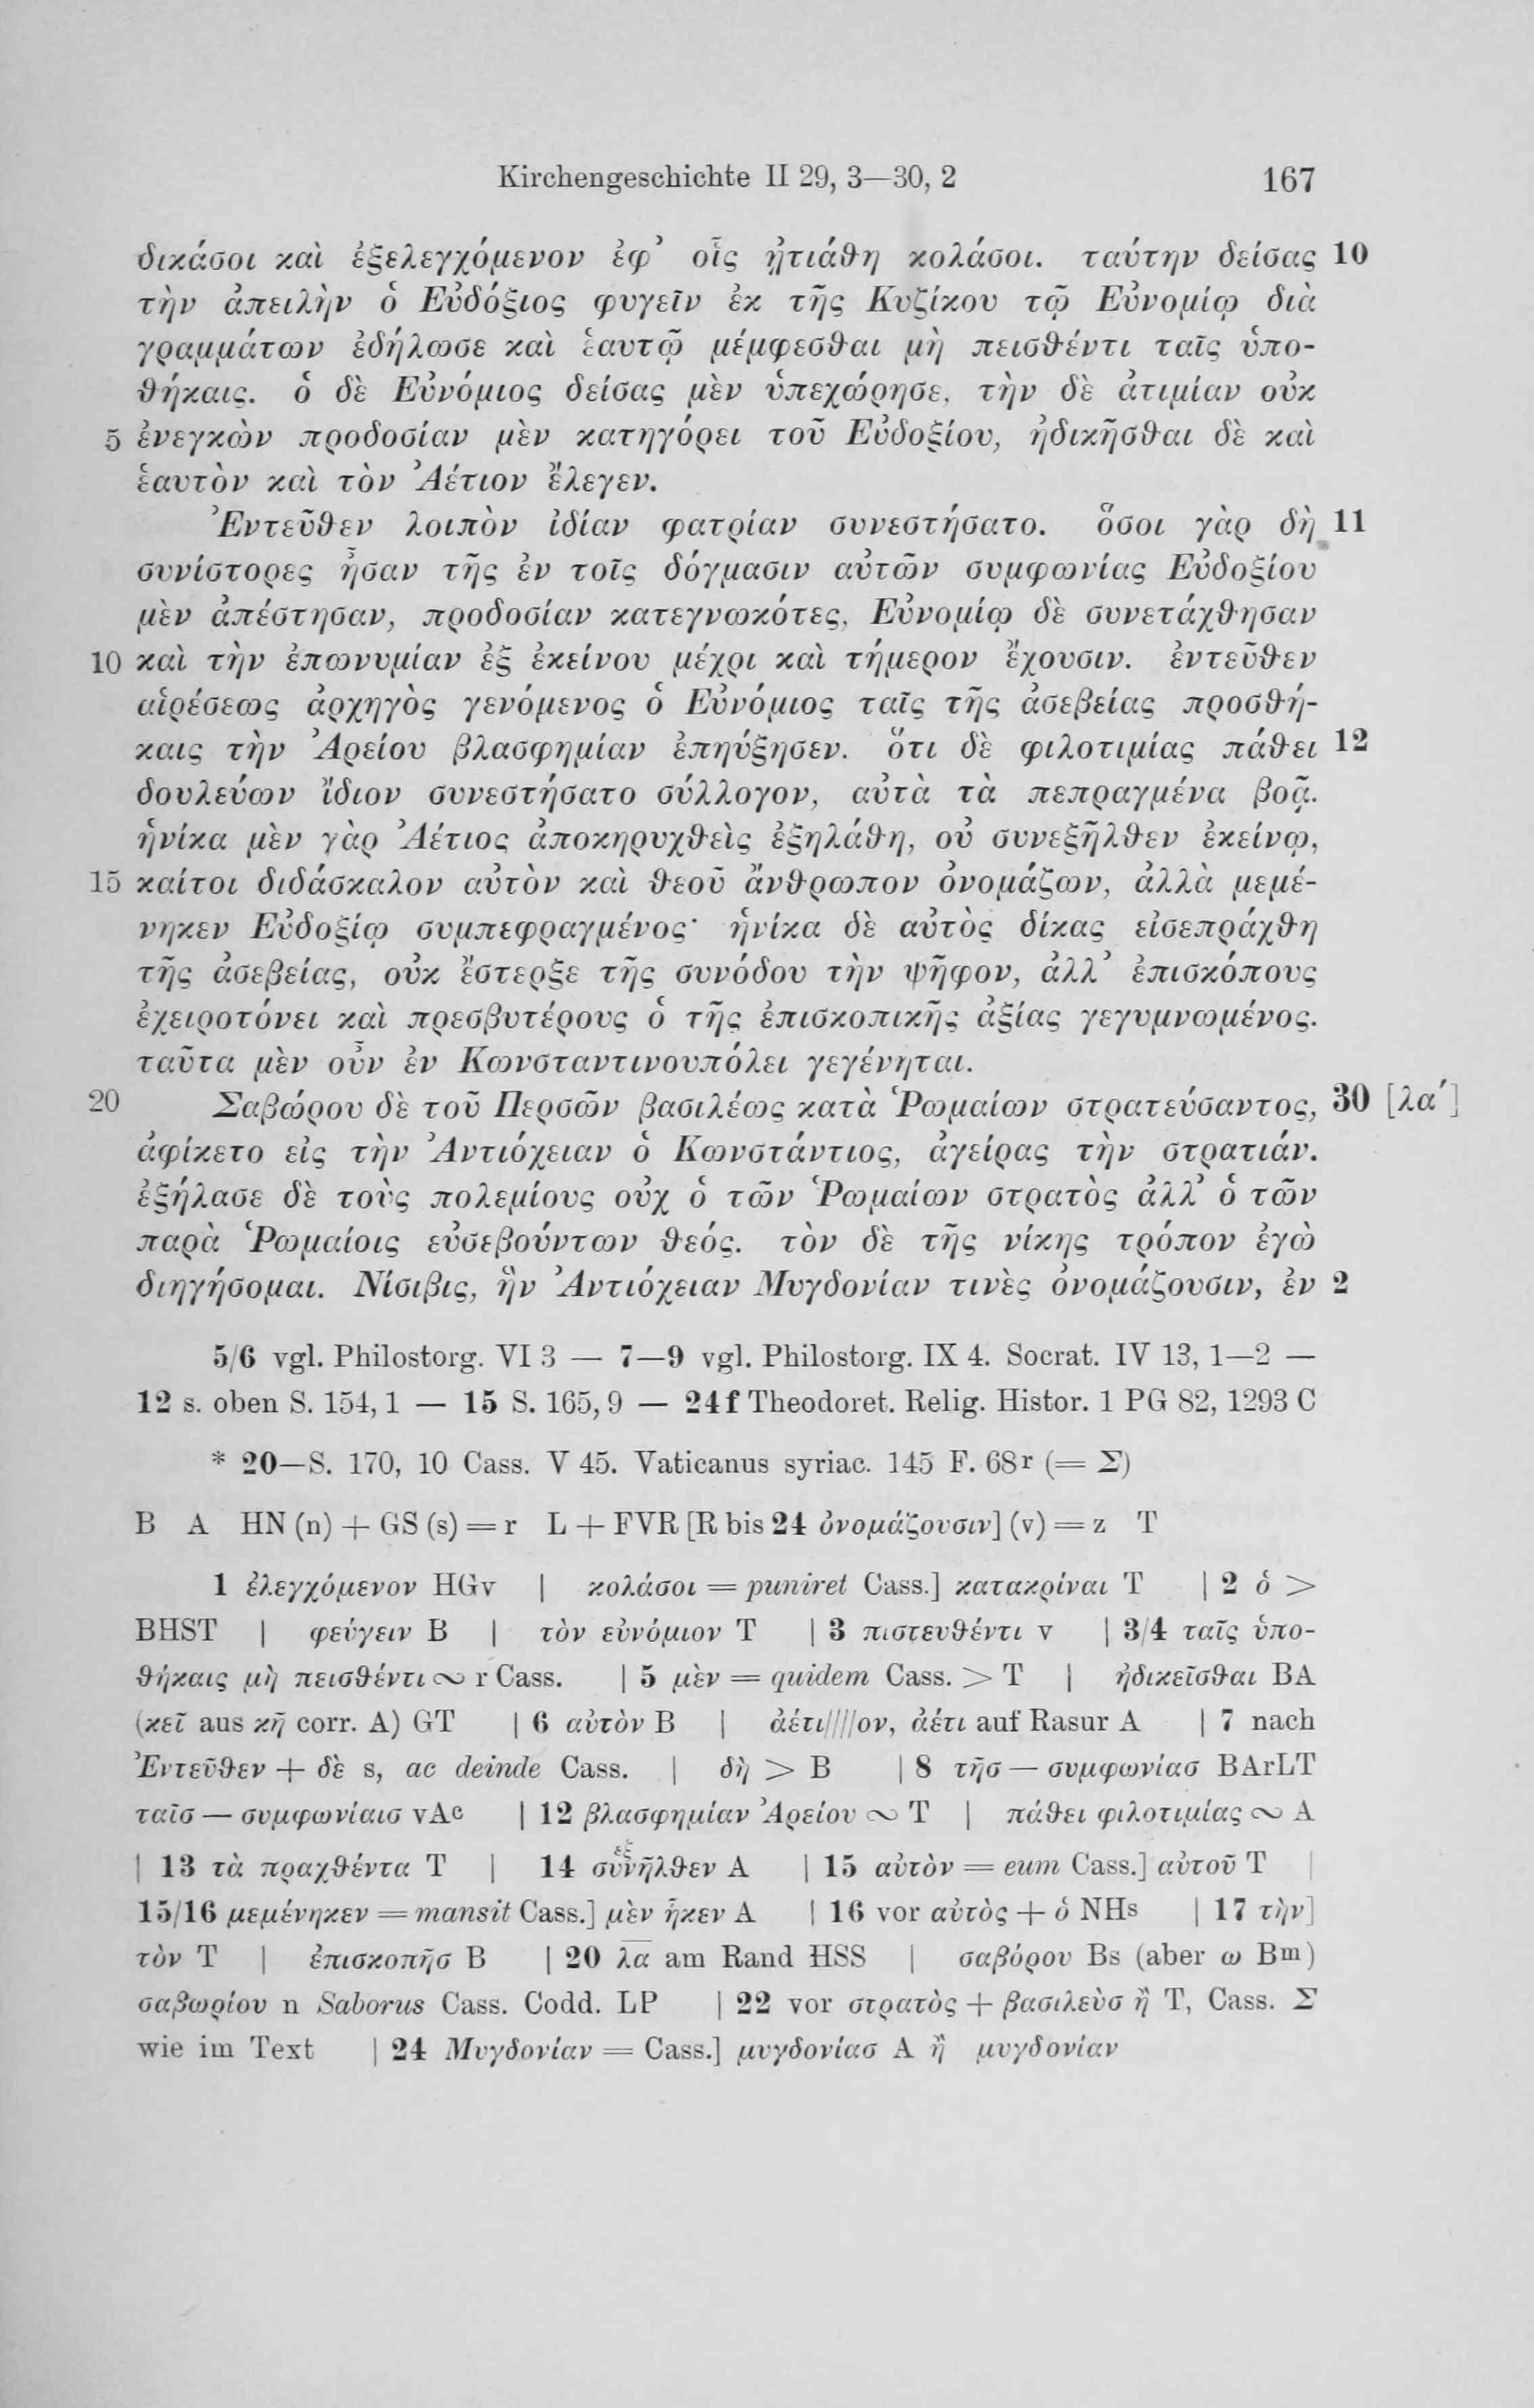 Kirchengeschichte II 29, 3—30, 2 167
δικάσοι καὶ ἐξελεγχόμενον ἐφ’ οἷς ᾐτιάθη κολάσοι. ταύτην δείσας 10
τὴν ἀπειλὴν ὁ Εὐδόξιος φυγεῖν ἐκ τῆς Κυζίκου τῷ Εὐνομίῳ διὰ
γραμμάτων ἐδήλωσε καὶ ἑαυτῷ μέμφεσθαι μὴ πεισθέντι ταῖς ὑπο-
θήκαις. ὁ δὲ Εὐνόμιος δείσας μὲν ὑπεχώρησε, τὴν δὲ ἀτιμίαν οὐκ
5 ἐνεγκὼν προδοσίαν μὲν κατηγόρει τοῦ Εὐδοξίου, ἠδικῆσθαι δὲ καὶ
ἑαυτὸν καὶ τὸν Ἀέτιον ἔλεγεν.
Ἐντεῦθεν λοιπὸν ἰδίαν φατρίαν συνεστήσατο. ὅσοι γὰρ δὴ 11
συνίστορες ἦσαν τῆς ἐν τοῖς δόγμασιν αὐτῶν συμφωνίας Εὐδοξίου
μὲν ἀπέστησαν, προδοσίαν κατεγνωκότες, Εὐνομίῳ δὲ συνετάχθησαν
10 καὶ τὴν ἐπωνυμίαν ἐξ ἐκείνου μέχρι καὶ τήμερον ἔχουσιν. ἐντεῦθεν
αἱρέσεως ἀρχηγὸς γενόμενος ὁ Εὐνόμιος ταῖς τῆς ἀσεβείας προσθή-
καις τὴν Ἀρείου βλασφημίαν ἐπηύξησεν. ὅτι δὲ φιλοτιμίας πάθει 12
δουλεύων ἴδιον συνεστήσατο σύλλογον, αὐτὰ τὰ πεπραγμένα βοᾷ.
ἡνίκα μὲν γὰρ Ἀέτιος ἀποκηρυχθεὶς ἐξηλάθη, οὐ συνεξῆλθεν ἐκείνῳ,
15 καίτοι διδάσκαλον αὐτὸν καὶ θεοῦ ἄνθρωπον ὀνομάζων, ἀλλὰ μεμέ-
νηκεν Εὐδοξίῳ συμπεφραγμένος· ἡνίκα δὲ αὐτὸς δίκας εἰσεπράχθη
τῆς ἀσεβείας, οὐκ ἔστερξε τῆς συνόδου τὴν ψῆφον, ἀλλ’ ἐπισκόπους
ἐχειροτόνει καὶ πρεσβυτέρους ὁ τῆς ἐπισκοπικῆς ἀξίας γεγυμνωμένος.
ταῦτα μὲν οὖν ἐν Κωνσταντινουπόλει γεγένηται.
20 Σαβώρου δὲ τοῦ Περσῶν βασιλέως κατὰ Ῥωμαίων στρατεύσαντος, 30 [λα΄]
ἀφίκετο εἰς τὴν Ἀντιόχειαν ὁ Κωνστάντιος, ἀγείρας τὴν στρατιάν.
ἐξήλασε δὲ τοὺς πολεμίους οὐχ ὁ τῶν Ῥωμαίων στρατὸς ἀλλ’ ὁ τῶν
παρὰ Ῥωμαίοις εὐσεβούντων θεός. τὸν δὲ τῆς νίκης τρόπον ἐγὼ
διηγήσομαι. Νίσιβις, ἣν Ἀντιόχειαν Μυγδονίαν τινὲς ὀνομάζουσιν, ἐν 2
5/6 vgl. Philostorg. VI 3 — 7—9 vgl. Philostorg. IX 4. Socrat. IV 13, 1—2 —
12 s. oben S. 154, 1 — 15 S. 165, 9 — 24f Theodoret. Relig. Histor. 1 PG 82, 1293 C
* 20—S. 170, 10 Cass. V 45. Vaticanus syriac. 145 F. 68r (= Σ)
B A HN (n) + GS (s) = r L + FVR [R bis 24 ὀνομάζουσιν] (v) = z T
1 ἐλεγχόμενον HGv | κολάσοι = puniret Cass.] κατακρίναι T | 2 ὁ >
BHST | φεύγειν B | τὸν εὐνόμιον T | 3 πιστευθέντι v | 3/4 ταῖς ὑπο-
θήκαις μὴ πεισθέντι ∾ r Cass. | 5 μὲν = quidem Cass. > T | ἠδικεῖσθαι BA
(κεῖ aus κῆ corr. A) GT | 6 αὐτὸν B | ἀέτι////ον, ἀέτι auf Rasur A | 7 nach
Ἐντεῦθεν + δὲ s, ac deinde Cass. | δὴ > B | 8 τῆσ — συμφωνίασ BArLT
ταῖσ — συμφωνίαισ vAc | 12 βλασφημίαν Ἀρείου ∾ T | πάθει φιλοτιμίας ∾ A
| 13 τὰ πραχθέντα T | 14 συνἐξῆλθεν A | 15 αὐτὸν = eum Cass.] αὐτοῦ T |
15/16 μεμένηκεν = mansit Cass.] μὲν ἧκεν A | 16 vor αὐτὸς + ὁ NHs | 17 τὴν]
τὸν T | ἐπισκοπῆσ B | 20 λα am Rand HSS | σαβόρου Bs (aber ω Bm)
σαβωρίου n Saborus Cass. Codd. LP | 22 vor στρατὸς + βασιλεὺσ ἢ T, Cass. Σ
wie im Text | 24 Μυγδονίαν = Cass.] μυγδονίασ A ἢ μυγδονίαν